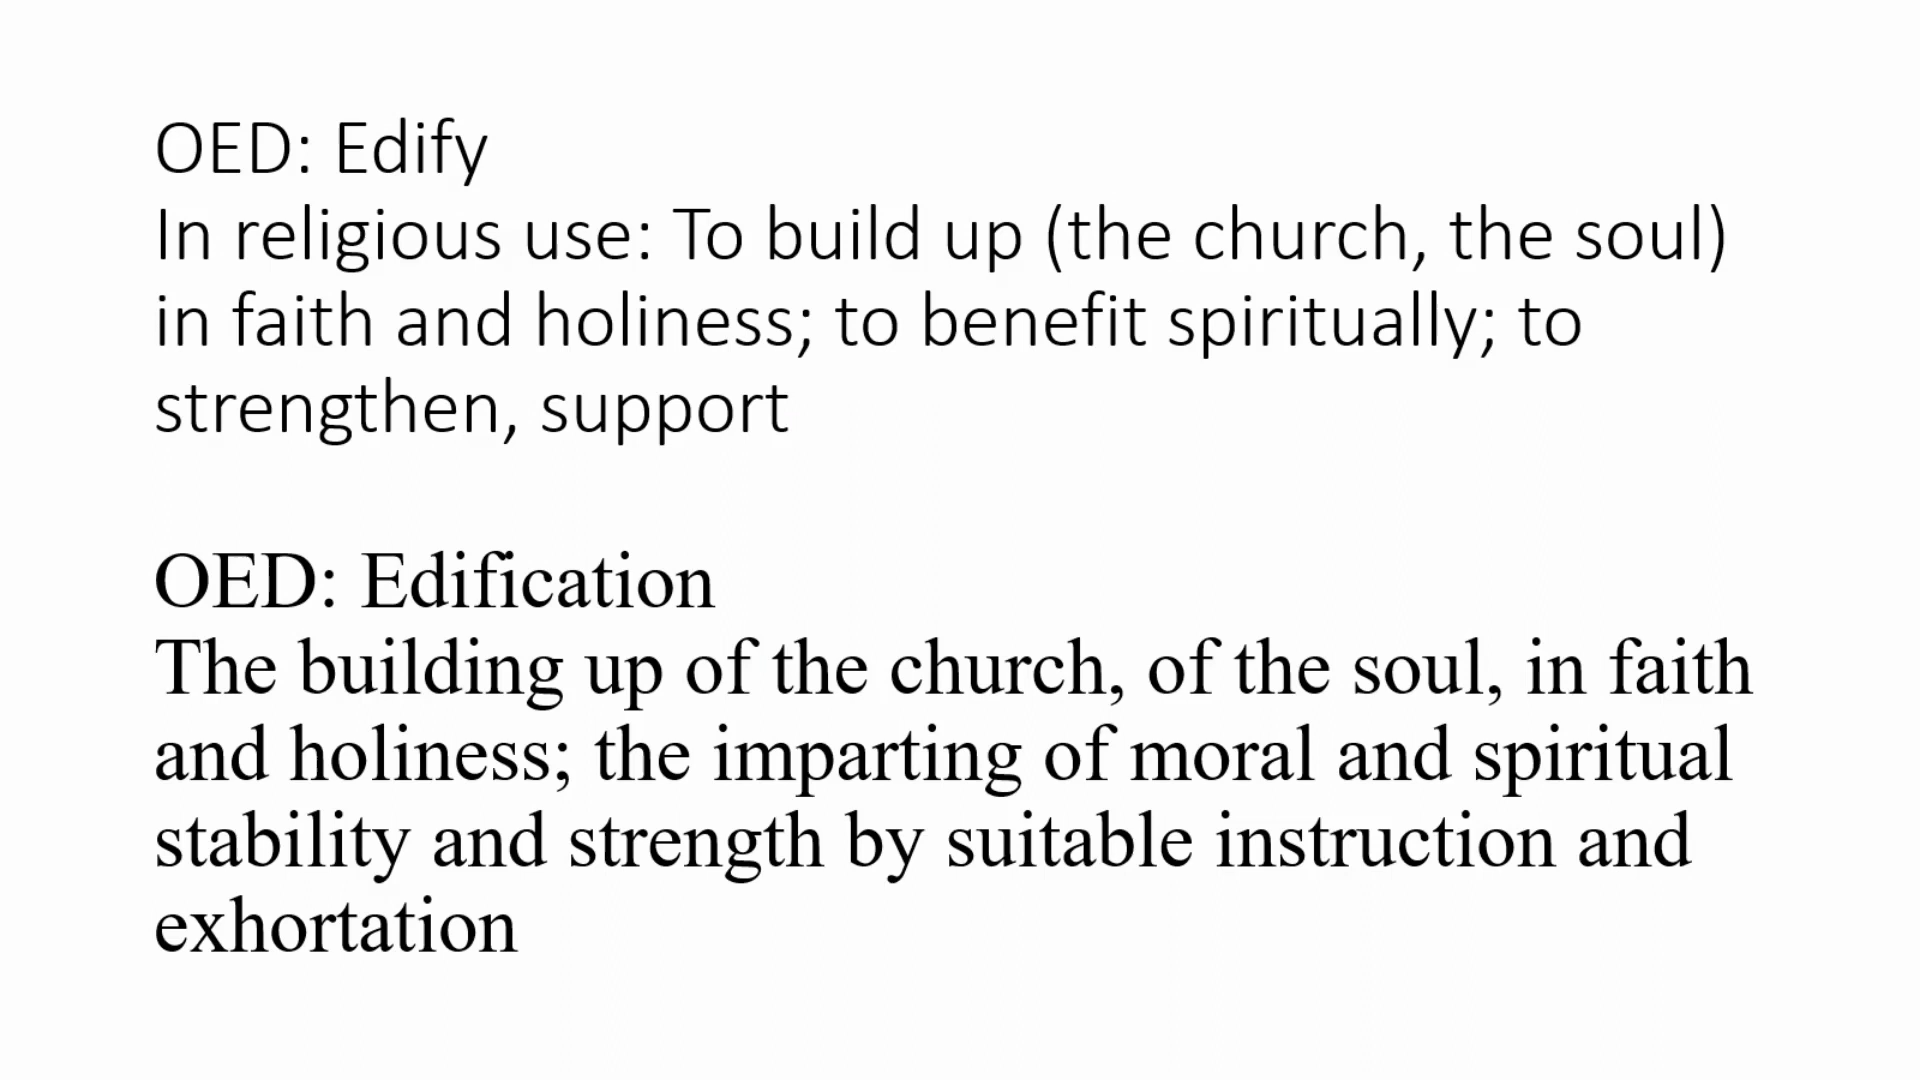 OED: Edify
In religious use: To build up (the church, the soul)
in faith and holiness; to benefit spiritually; to
strengthen, support
OED: Edification
The building up of the church, of the soul, in faith
and holiness; the imparting of moral and spiritual
stability and strength by suitable instruction and
exhortation